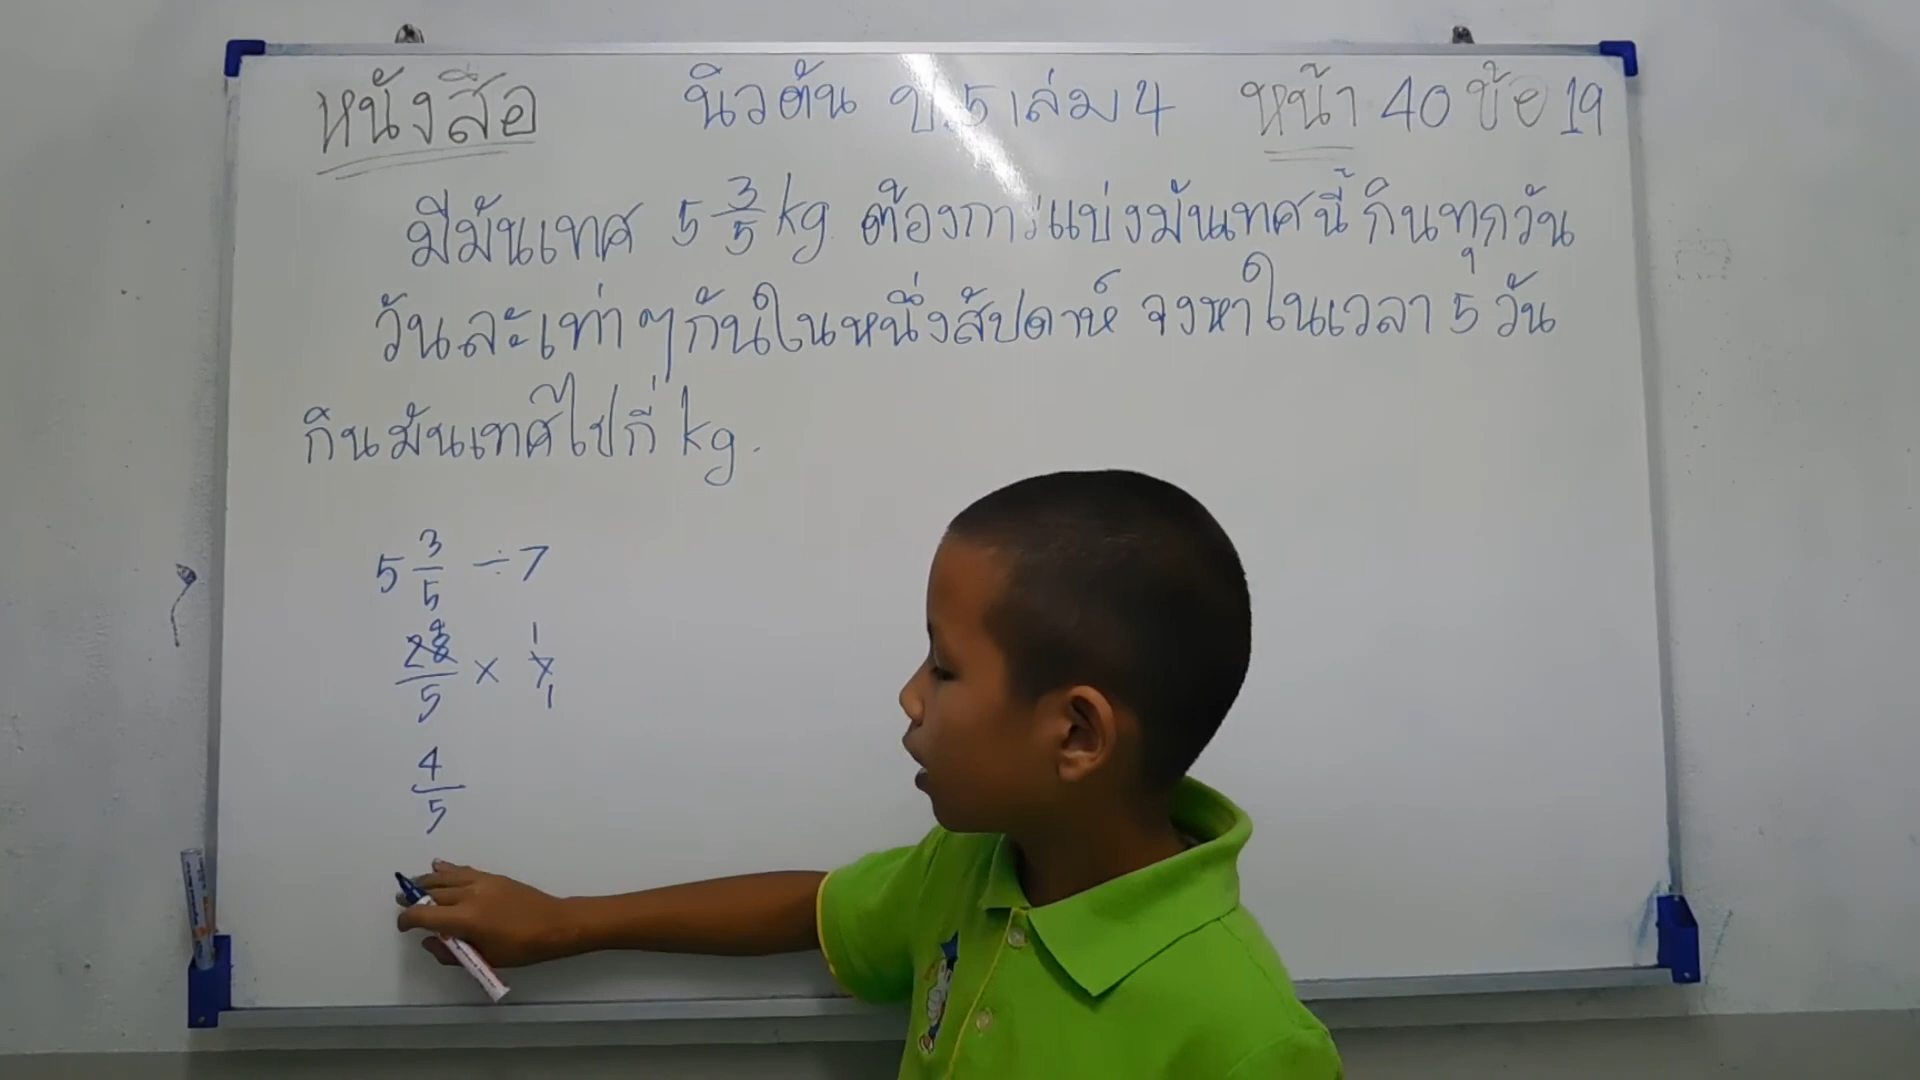 หนังสือ นิวต้น ป.5 เล่ม 4 หน้า 40 ข้อ 19
มีมันเทศ 5 3/5 kg ต้องการแบ่งมันเทศนี้ กินทุกวัน
วันละเท่าๆกันในหนึ่งสัปดาห์ จงหาในเวลา 5 วัน
กินมันเทศไปกี่ kg.
5 3/5 ÷ 7
28/5 × 1/7
4
1
4/5